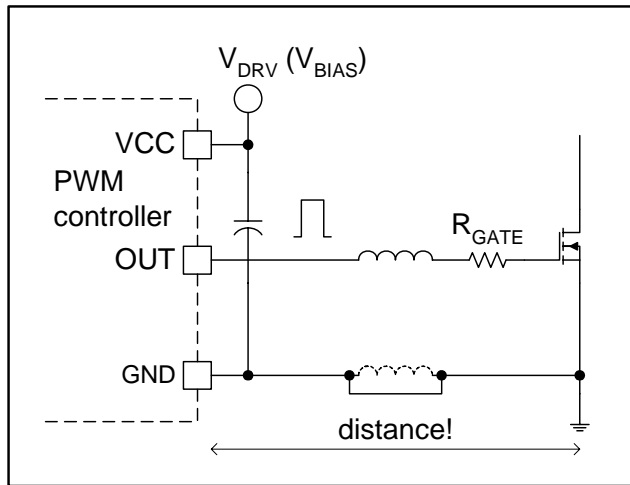 V_DRV (V_BIAS)
VCC
PWM
controller
R_GATE
OUT
GND
distance!